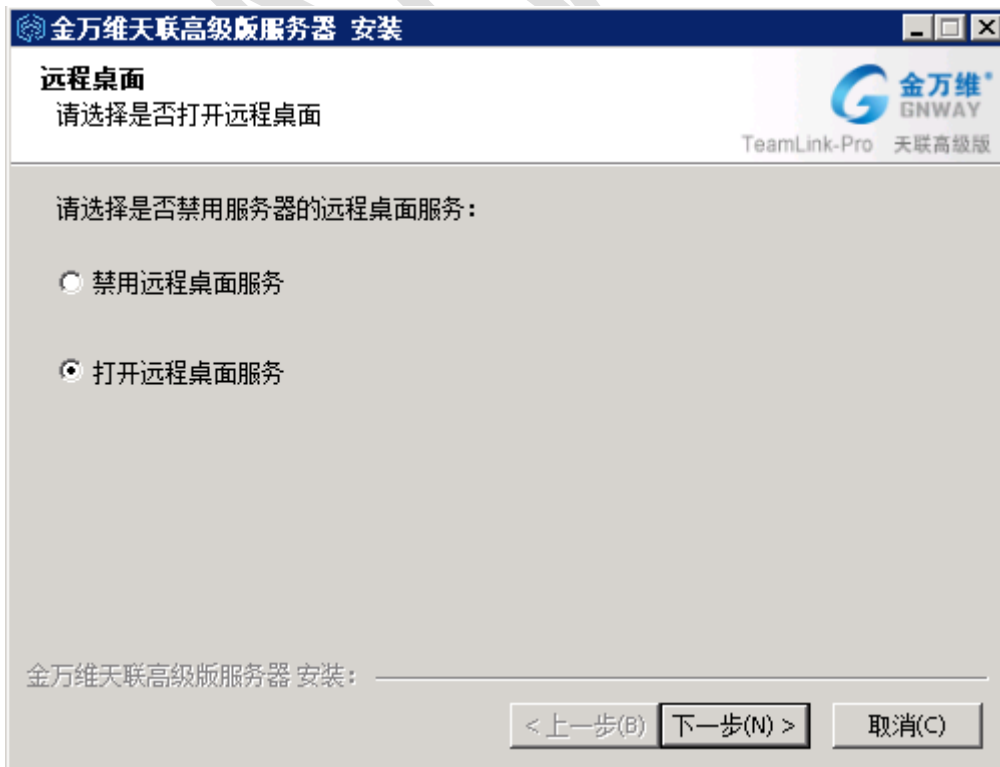 金万维天联高级版服务器 安装
远程桌面
请选择是否打开远程桌面
金万维
GNWAY
TeamLink-Pro 天联高级版
请选择是否禁用服务器的远程桌面服务:
禁用远程桌面服务
打开远程桌面服务
金万维天联高级版服务器 安装:
<上一步(B) 下一步(N) > 取消(C)